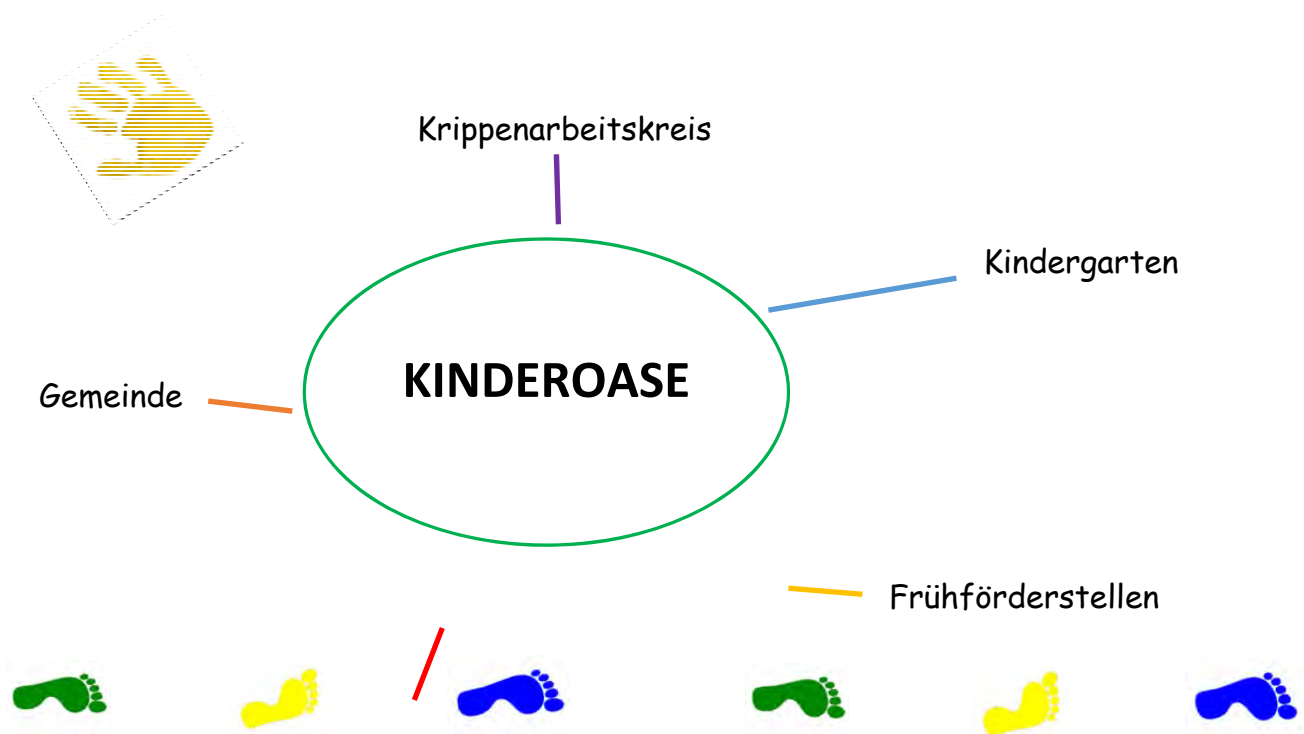 Krippenarbeitskreis
Kindergarten
KINDEROASE
Gemeinde
Frühförderstellen